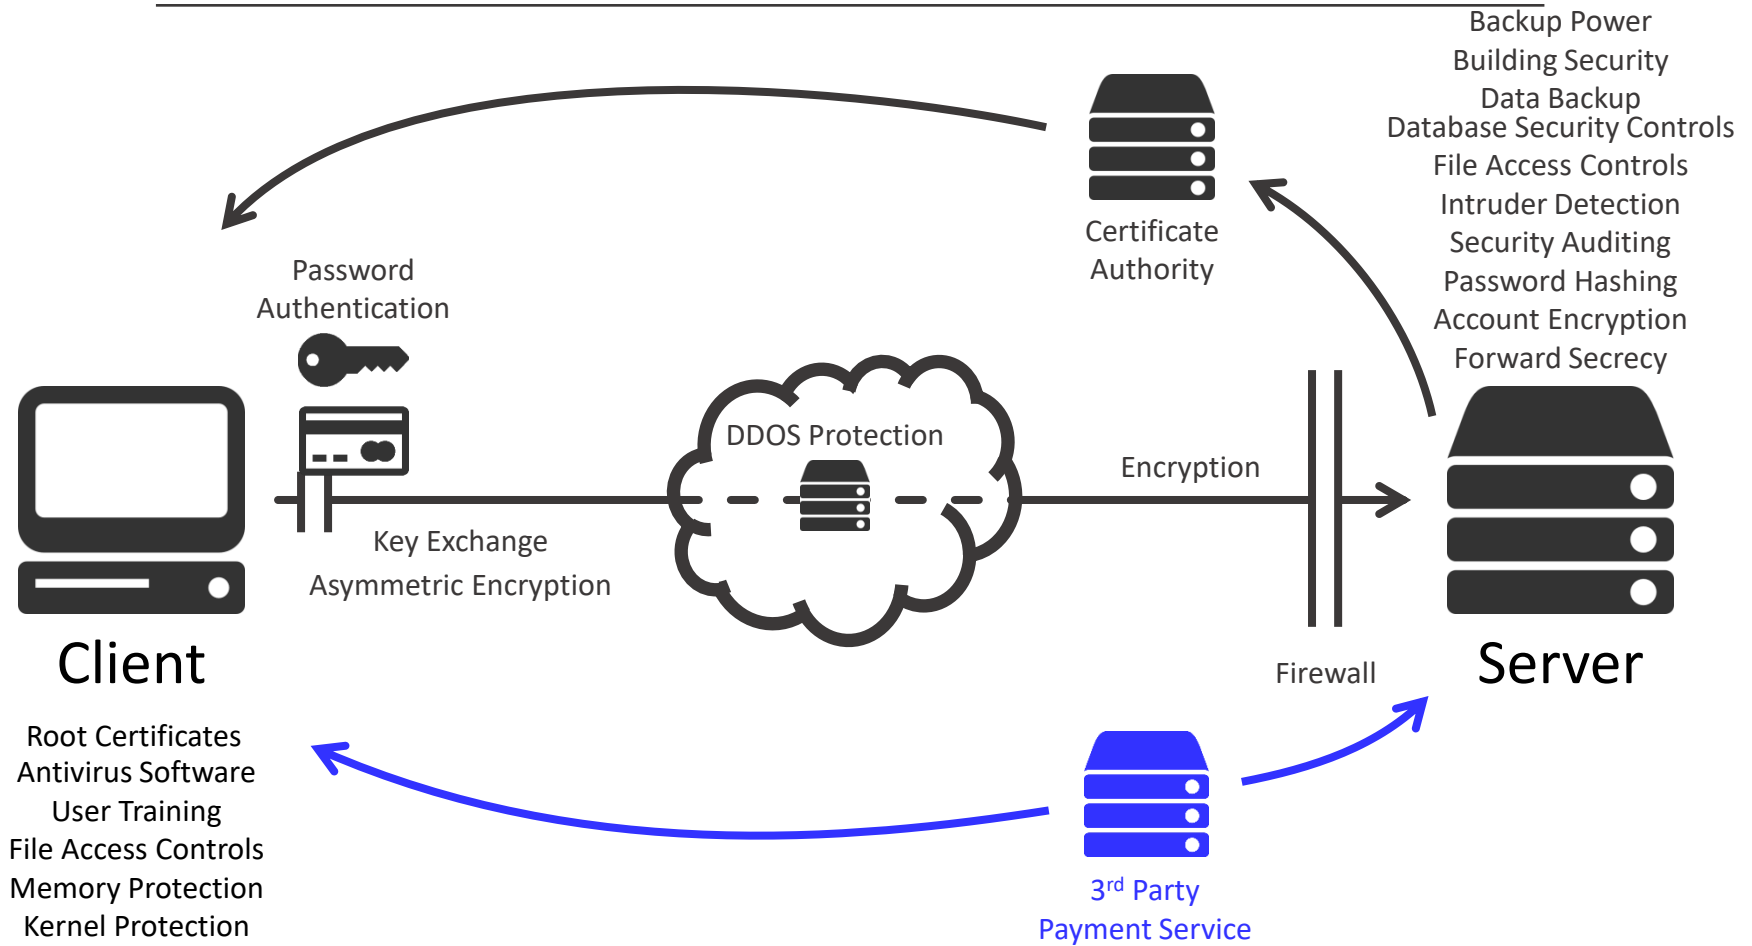 Backup Power
Building Security
Data Backup
Database Security Controls
File Access Controls
Intruder Detection
Security Auditing
Password Hashing
Account Encryption
Forward Secrecy
Certificate
Authority
Password
Authentication
DDOS Protection
Encryption
Key Exchange
Asymmetric Encryption
Client
Firewall
Server
Root Certificates
Antivirus Software
User Training
File Access Controls
Memory Protection
Kernel Protection
3rd Party
Payment Service